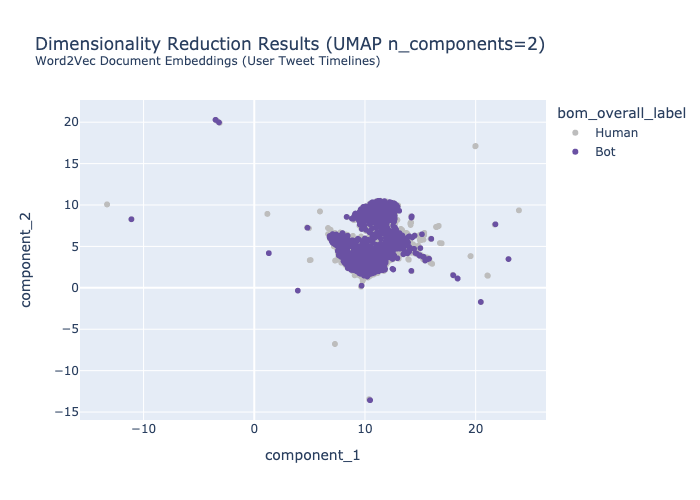 Dimensionality Reduction Results (UMAP n_components=2)
Word2Vec Document Embeddings (User Tweet Timelines)
bom_overall_label
Human
Bot
component_2
20
15
10
5
0
−5
−10
−15
−10
0
10
20
component_1